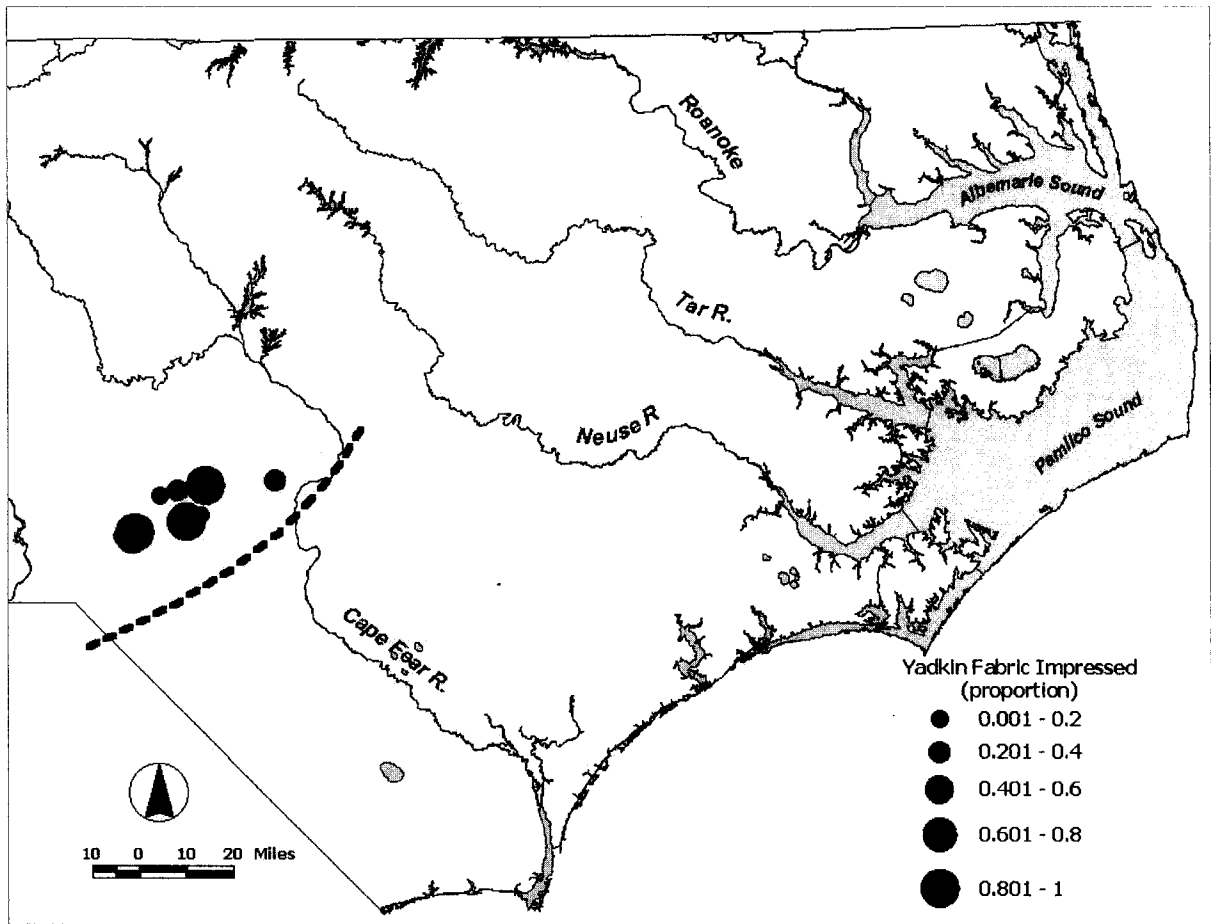 Roanoke
Albemarle Sound
Tar R.
Neuse R
Pamlico Sound
Cape Fear R.
Yadkin Fabric Impressed
(proportion)
0.001 - 0.2
0.201 - 0.4
0.401 - 0.6
0.601 - 0.8
0.801 - 1
10 0 10 20 Miles